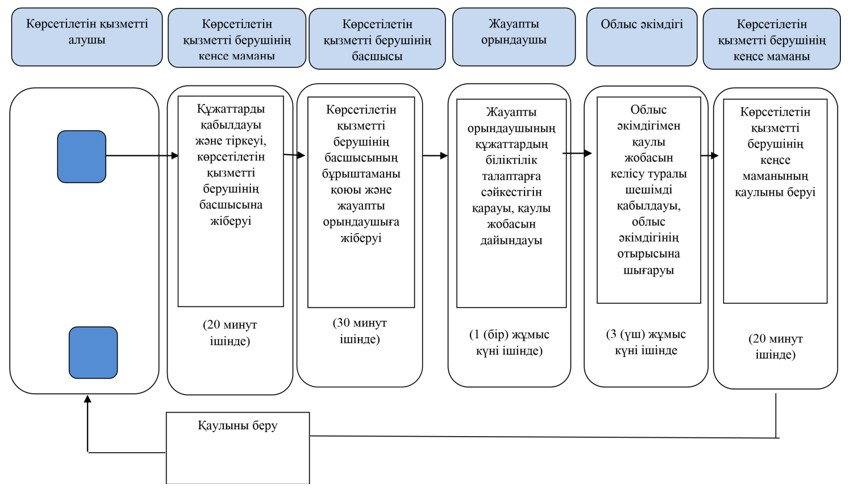 Көрсетілетін қызметті
алушы
Көрсетілетін
қызметті берушінің
кеңсе маманы
Көрсетілетін
қызметті берушінің
басшысы
Жауапты
орындаушы
Облыс әкімдігі
Көрсетілетін
қызметті берушінің
кеңсе маманы
Құжаттарды
қабылдауы
және тіркеуі,
көрсетілетін
қызметті
берушінің
басшысына
жіберуі
(20 минут
ішінде)
Көрсетілетін
қызметті
берушінің
басшысының
бұрыштаманы
қоюы және
жауапты
орындаушыға
жіберуі
(30 минут
ішінде)
Жауапты
орындаушының
құжаттардың
біліктілік
талаптарға
сәйкестігін
қарауы, қаулы
жобасын
дайындауы
(1 (бір) жұмыс
күні ішінде)
Облыс
әкімдігімен
қаулы
жобасын
келісу туралы
шешімді
қабылдауы,
облыс
әкімдігінің
отырысына
шығаруы
(3 (үш) жұмыс
күні ішінде
Көрсетілетін
қызметті
берушінің
кеңсе
маманының
қаулыны беруі
(20 минут
ішінде)
Қаулыны беру